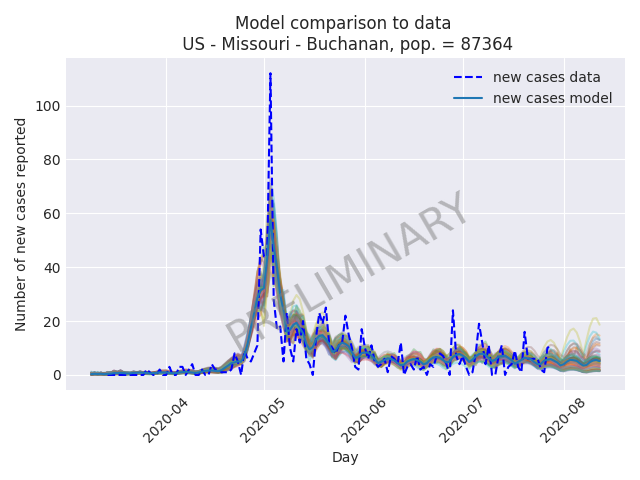 Model comparison to data
US - Missouri - Buchanan, pop. = 87364
new cases data
new cases model
Number of new cases reported
100
80
60
40
20
0
PRELIMINARY
2020-04
2020-05
2020-06
2020-07
2020-08
Day